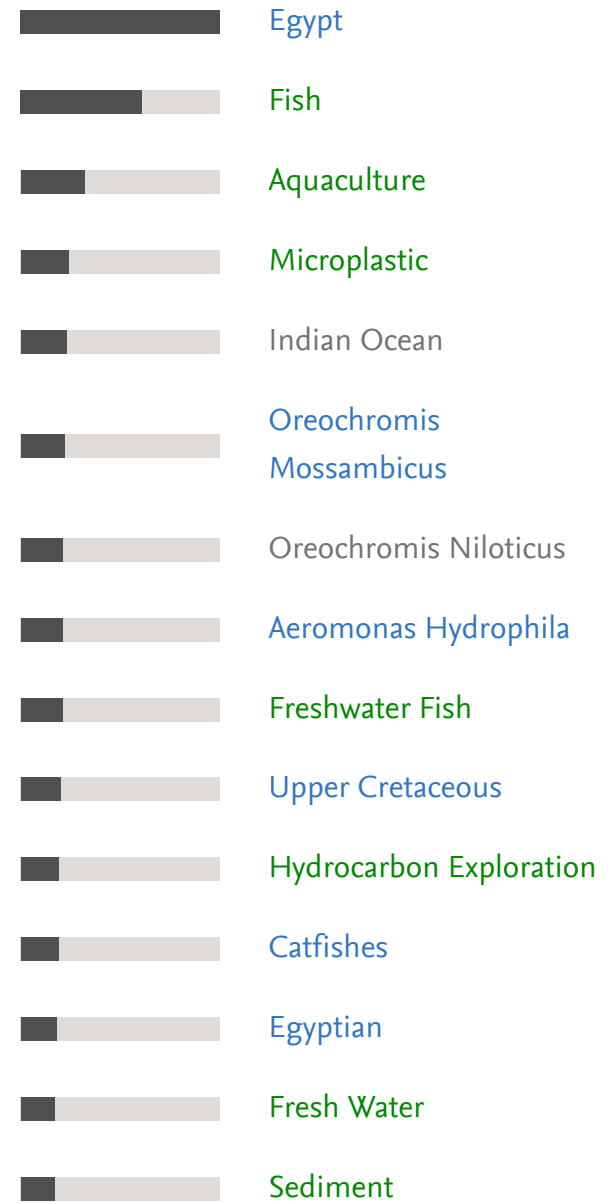 Egypt
Fish
Aquaculture
Microplastic
Indian Ocean
Oreochromis
Mossambicus
Oreochromis Niloticus
Aeromonas Hydrophila
Freshwater Fish
Upper Cretaceous
Hydrocarbon Exploration
Catfishes
Egyptian
Fresh Water
Sediment